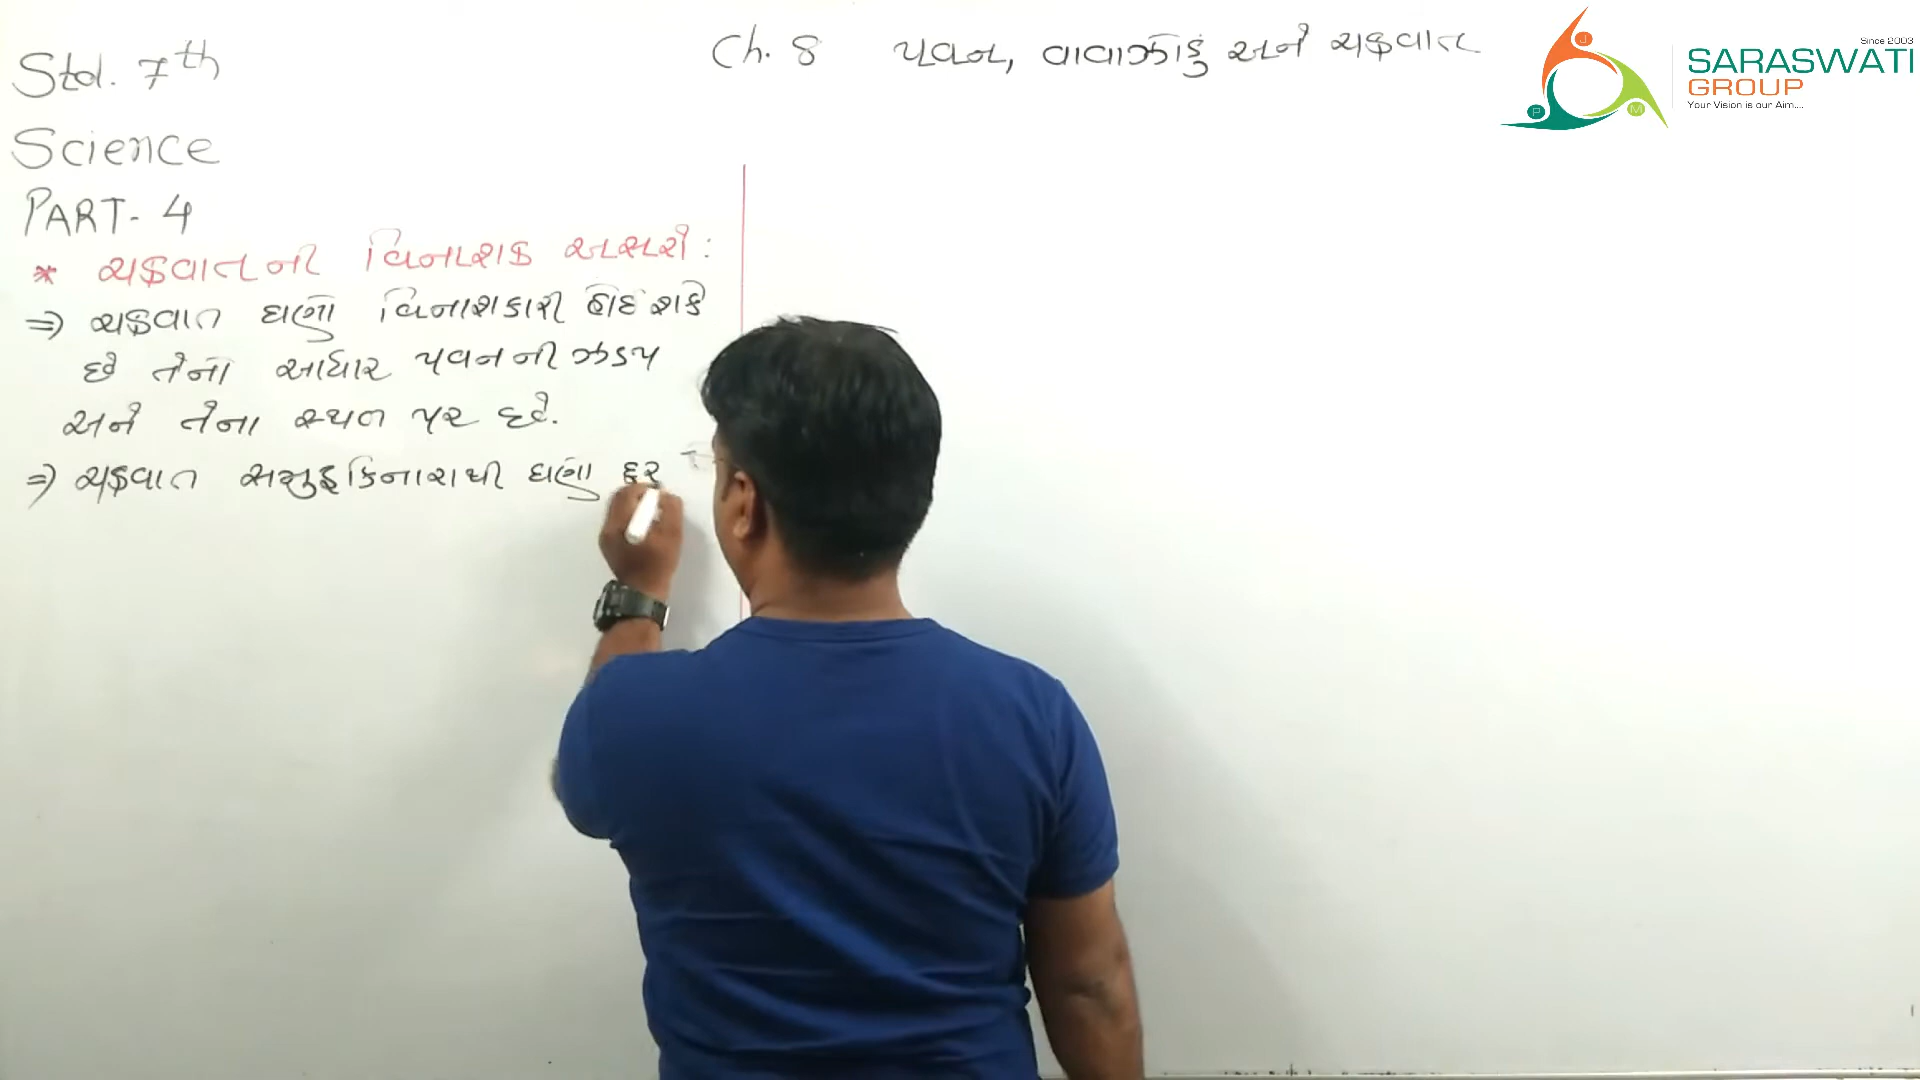 Std. 7th
Science
PART- 4
Ch. 8 પવન, વાવાઝોડું અને ચક્રવાત
Since 2003
SARASWATI
GROUP
Your Vision is our Aim....
J
P
M
* ચક્રવાતની વિનાશક અસરો :
⇒ ચક્રવાત ઘણો વિનાશકારી હોઇ શકે
છે તેનો આધાર પવનની ઝડપ
અને તેના સ્થળ પર છે.
⇒ ચક્રવાત સમુદ્રકિનારાથી ઘણો દૂર